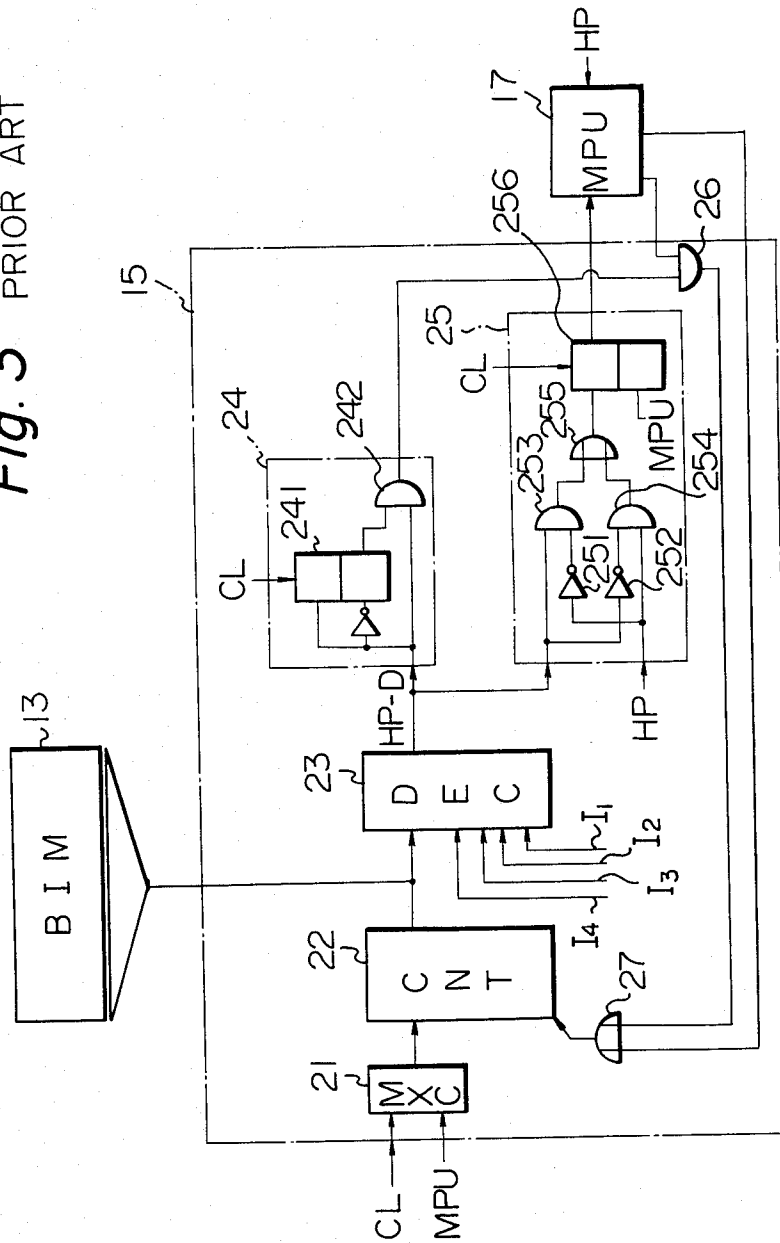 Fig. 3 PRIOR ART
13
BIM
15
24
CL
241
242
HP-D
23
DEC
22
CNT
21
MXC
CL
MPU
I1
I2
I3
I4
27
25
CL
256
253
255
251
252
254
MPU
HP
17
MPU
HP
26